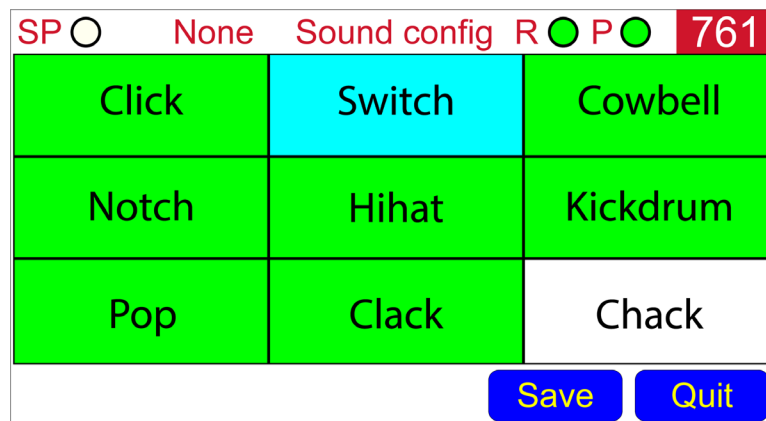 SP None Sound config R P 761
Click Switch Cowbell
Notch Hihat Kickdrum
Pop Clack Chack
Save Quit